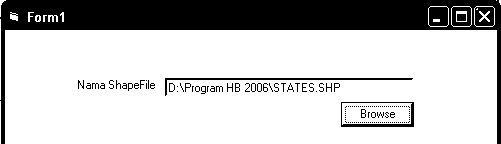 Form1
Nama ShapeFile D:\Program HB 2006\STATES.SHP
Browse